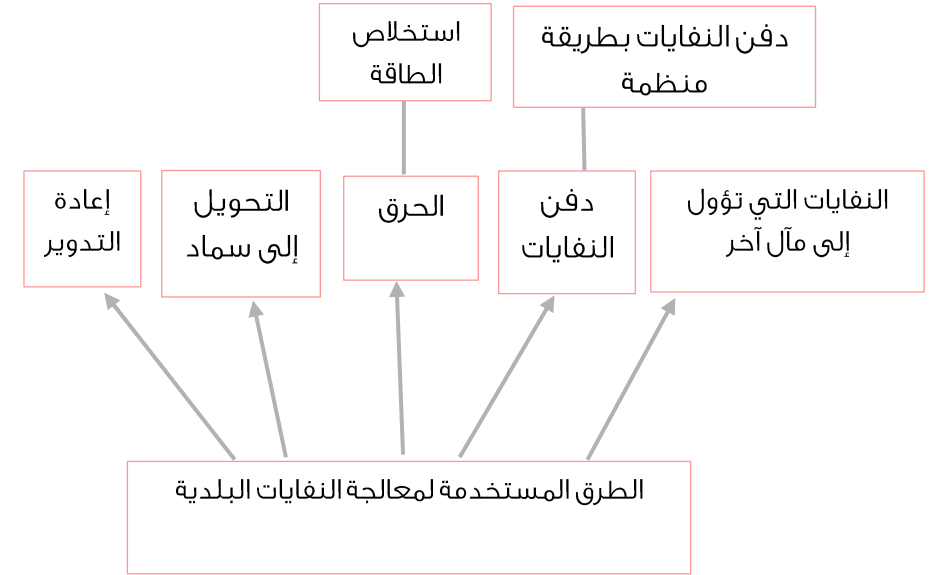 دفن النفايات بطريقة
منظمة
استخلاص
الطاقة
النفايات التي تؤول
إلى مآل آخر
دفن
النفايات
الحرق
التحويل
إلى سماد
إعادة
التدوير
الطرق المستخدمة لمعالجة النفايات البلدية